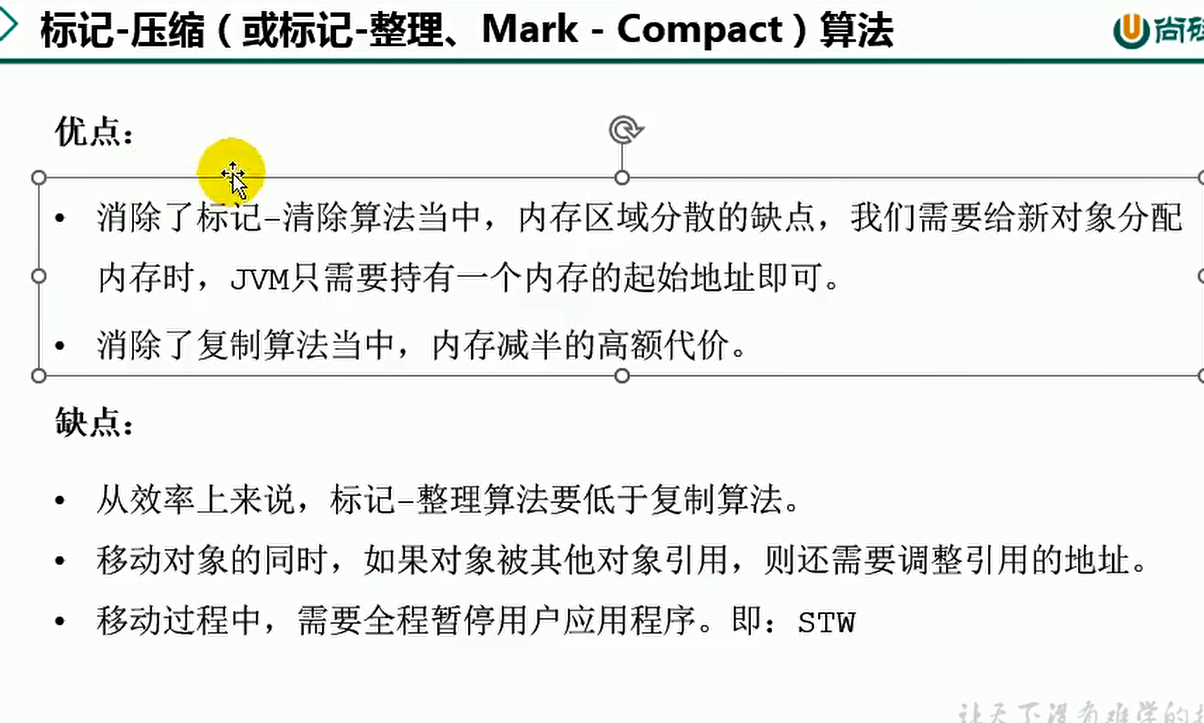 标记-压缩（或标记-整理、Mark - Compact）算法
尚硅
优点：
• 消除了标记-清除算法当中，内存区域分散的缺点，我们需要给新对象分配
内存时，JVM只需要持有一个内存的起始地址即可。
• 消除了复制算法当中，内存减半的高额代价。
缺点：
• 从效率上来说，标记-整理算法要低于复制算法。
• 移动对象的同时，如果对象被其他对象引用，则还需要调整引用的地址。
• 移动过程中，需要全程暂停用户应用程序。即：STW
让天下没有难学的